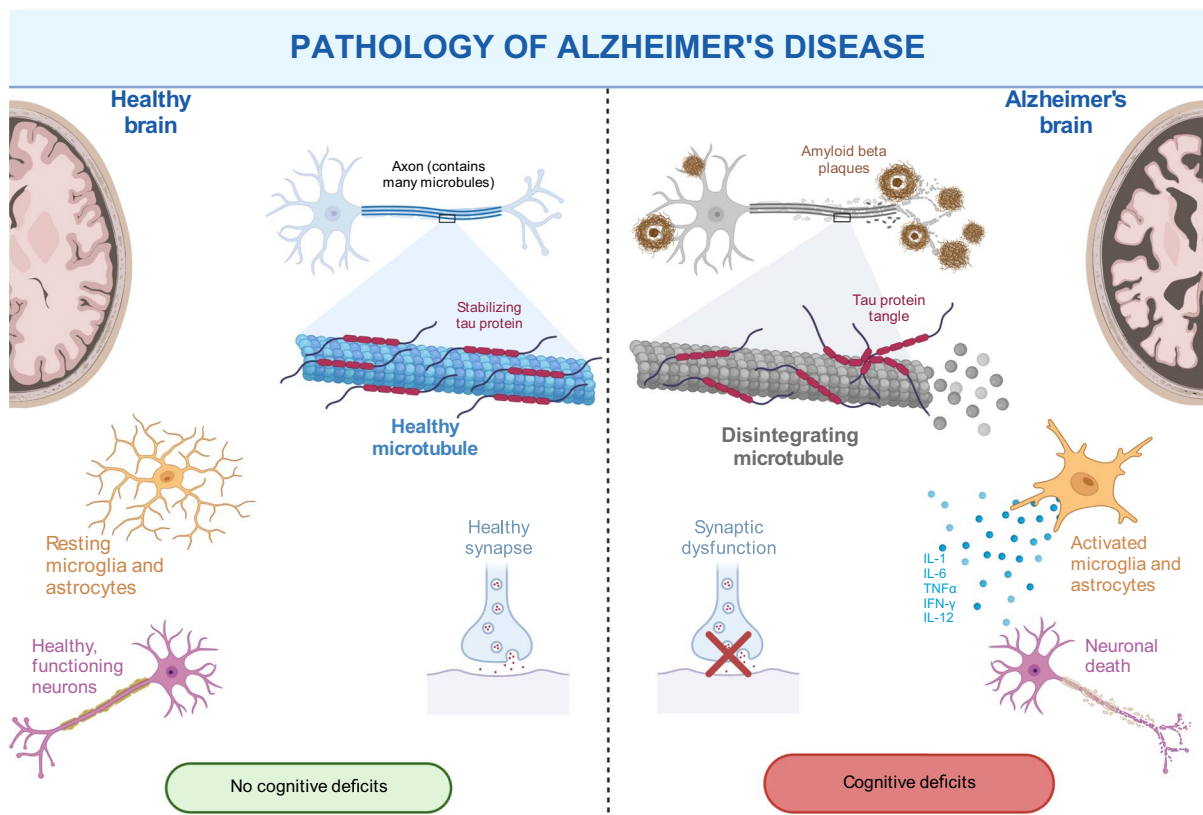 PATHOLOGY OF ALZHEIMER'S DISEASE
Healthy
brain
Axon (contains
many microbules)
Stabilizing
tau protein
Healthy
microtubule
Resting
microglia and
astrocytes
Healthy
synapse
Healthy,
functioning
neurons
No cognitive deficits
Alzheimer's
brain
Amyloid beta
plaques
Tau protein
tangle
Disintegrating
microtubule
Synaptic
dysfunction
IL-1
IL-6
TNFα
IFN-γ
IL-12
Activated
microglia and
astrocytes
Neuronal
death
Cognitive deficits